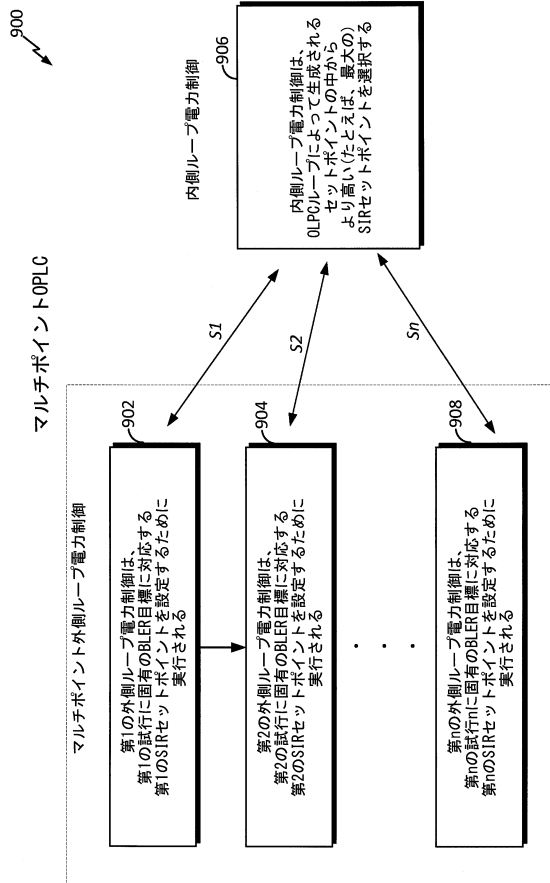 900
マルチポイントOPLC
マルチポイント外側ループ電力制御
902
第1の外側ループ電力制御は、
第1の試行に固有のBLER目標に対応する
第1のSIRセットポイントを設定するために
実行される
904
第2の外側ループ電力制御は、
第2の試行に固有のBLER目標に対応する
第2のSIRセットポイントを設定するために
実行される
908
第nの外側ループ電力制御は、
第nの試行nに固有のBLER目標に対応する
第nのSIRセットポイントを設定するために
実行される
S1
S2
Sn
内側ループ電力制御
906
内側ループ電力制御は、
OLPCループによって生成される
セットポイントの中から
より高い(たとえば、最大の)
SIRセットポイントを選択する